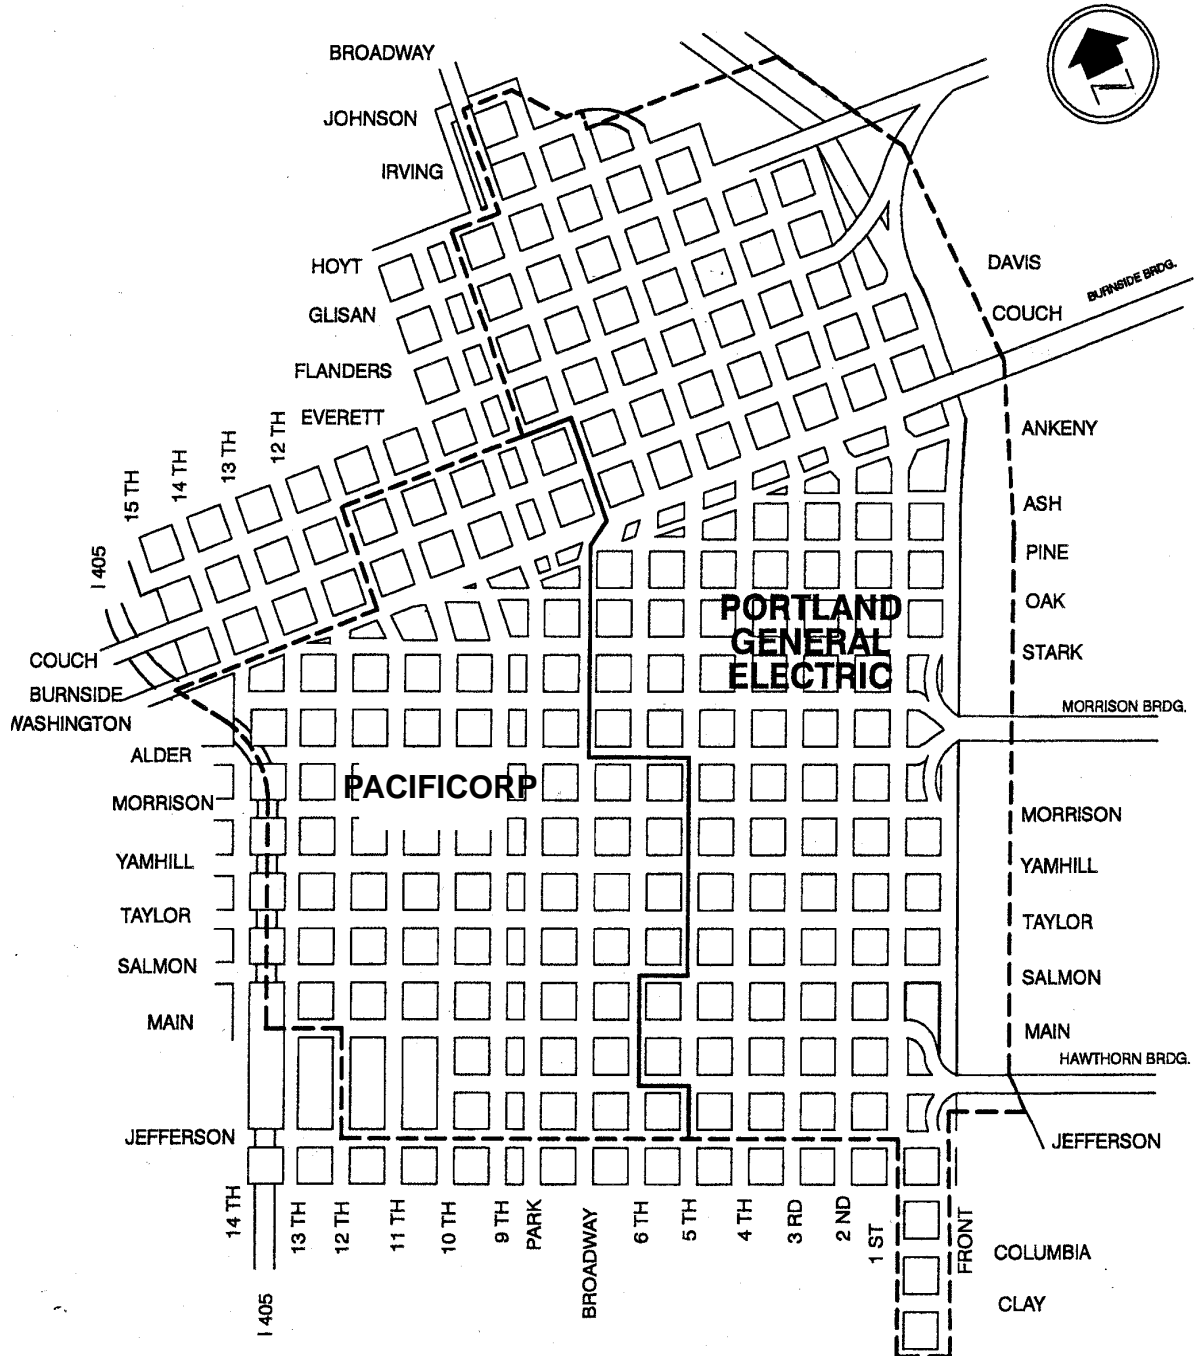 BROADWAY
JOHNSON
IRVING
HOYT
GLISAN
FLANDERS
EVERETT
12 TH
13 TH
14 TH
15 TH
I 405
COUCH
BURNSIDE
WASHINGTON
ALDER
MORRISON
YAMHILL
TAYLOR
SALMON
MAIN
JEFFERSON
DAVIS
COUCH
BURNSIDE BRDG.
ANKENY
ASH
PINE
OAK
STARK
MORRISON BRDG.
MORRISON
YAMHILL
TAYLOR
SALMON
MAIN
HAWTHORN BRDG.
JEFFERSON
COLUMBIA
CLAY
PORTLAND
GENERAL
ELECTRIC
PACIFICORP
14 TH
I 405
13 TH
12 TH
11 TH
10 TH
9 TH
PARK
BROADWAY
6 TH
5 TH
4 TH
3 RD
2 ND
1 ST
FRONT